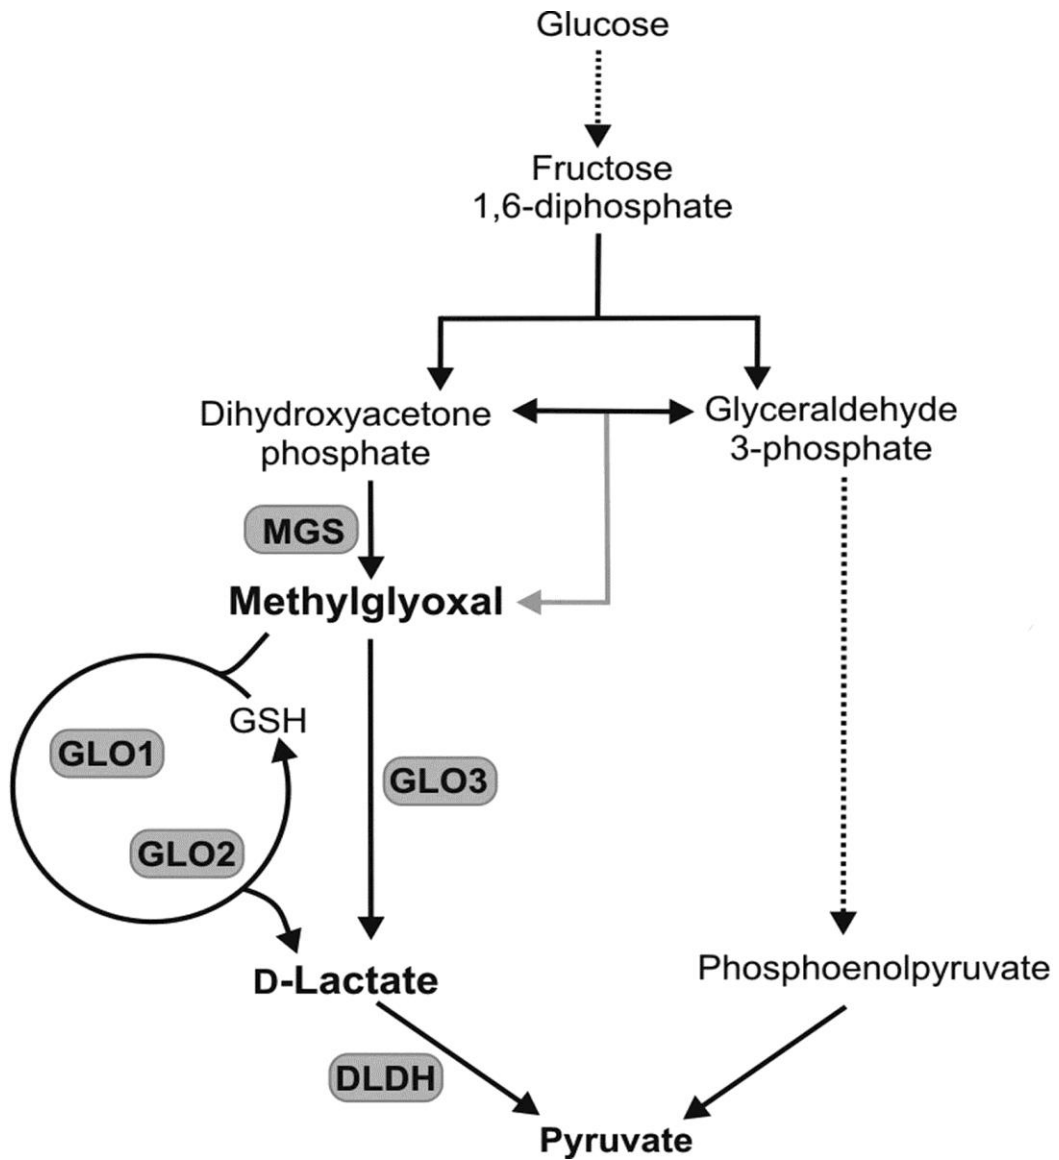 Glucose
Fructose
1,6-diphosphate
Dihydroxyacetone
phosphate
Glyceraldehyde
3-phosphate
MGS
Methylglyoxal
GSH
GLO1
GLO3
GLO2
D-Lactate
Phosphoenolpyruvate
DLDH
Pyruvate